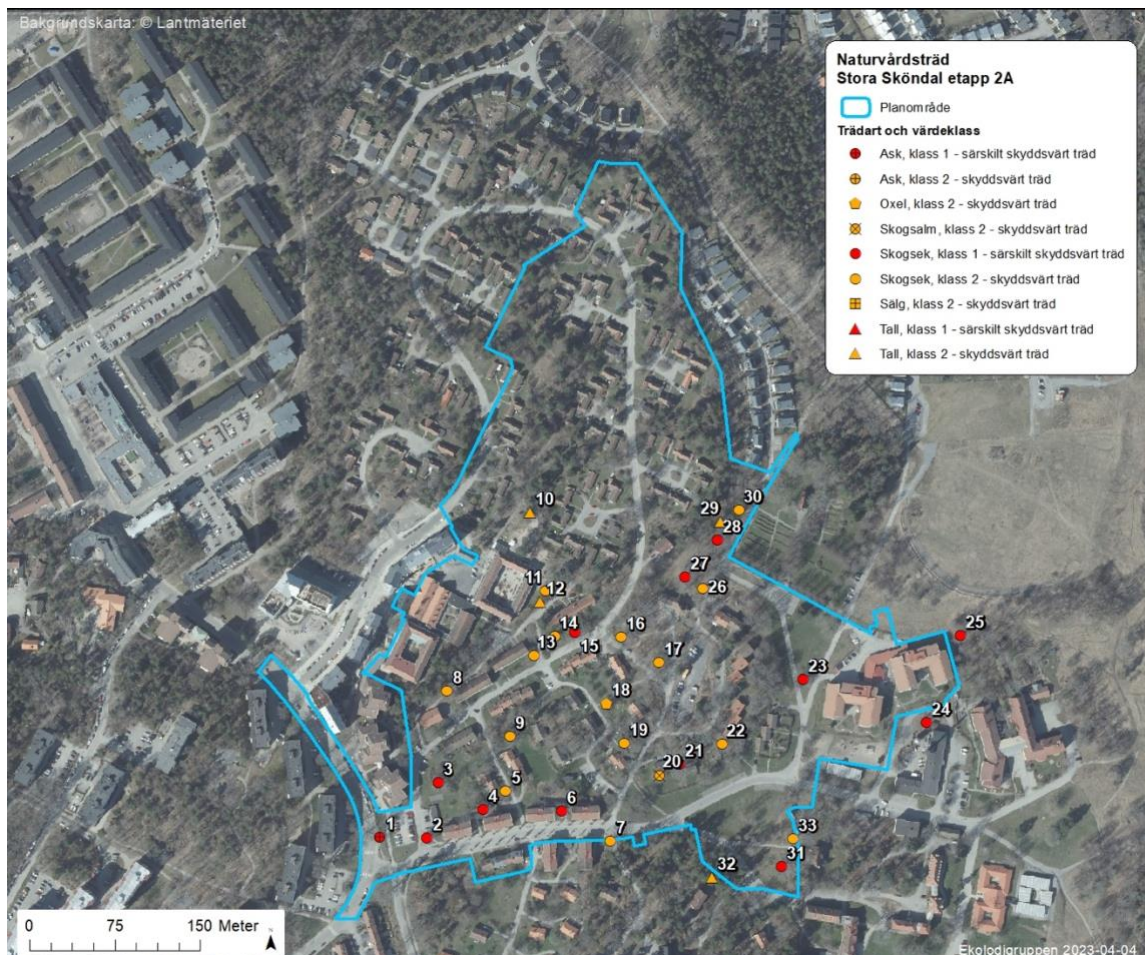 Bakgrundskarta: © Lantmäteriet
Naturvårdsträd
Stora Sköndal etapp 2A
Planområde
Trädart och värdeklass
Ask, klass 1 - särskilt skyddsvärt träd
Ask, klass 2 - skyddsvärt träd
Oxel, klass 2 - skyddsvärt träd
Skogsalm, klass 2 - skyddsvärt träd
Skogsek, klass 1 - särskilt skyddsvärt träd
Skogsek, klass 2 - skyddsvärt träd
Sälg, klass 2 - skyddsvärt träd
Tall, klass 1 - särskilt skyddsvärt träd
Tall, klass 2 - skyddsvärt träd
10
30
29
28
27
26
11
12
14
15
16
13
17
25
23
8
18
24
9
19
22
21
20
3
5
4
6
1
2
7
33
31
32
0 75 150 Meter
N
Ekologigruppen 2023-04-04